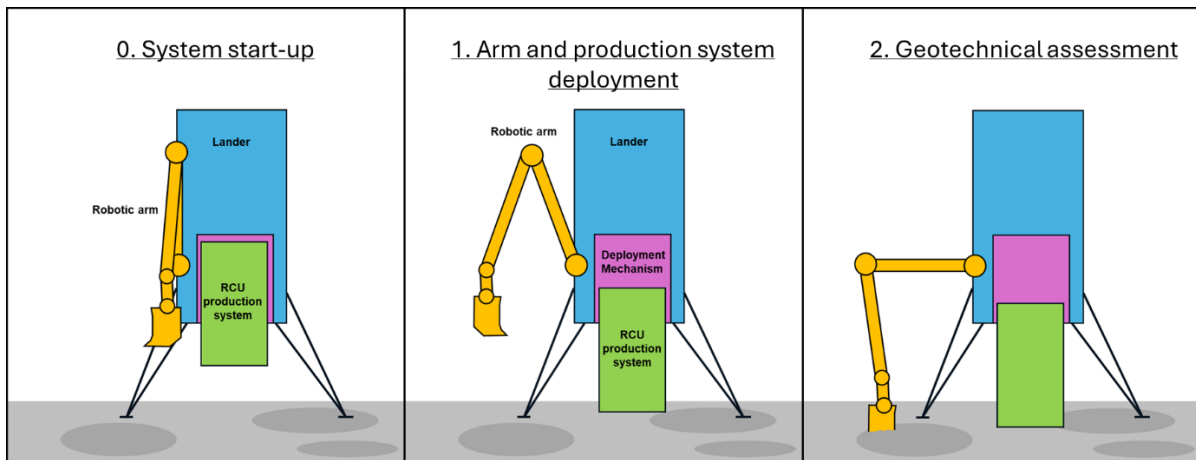 0. System start-up
Lander
Robotic arm
RCU
production
system
1. Arm and production system
deployment
Robotic arm
Lander
Deployment
Mechanism
RCU
production
system
2. Geotechnical assessment